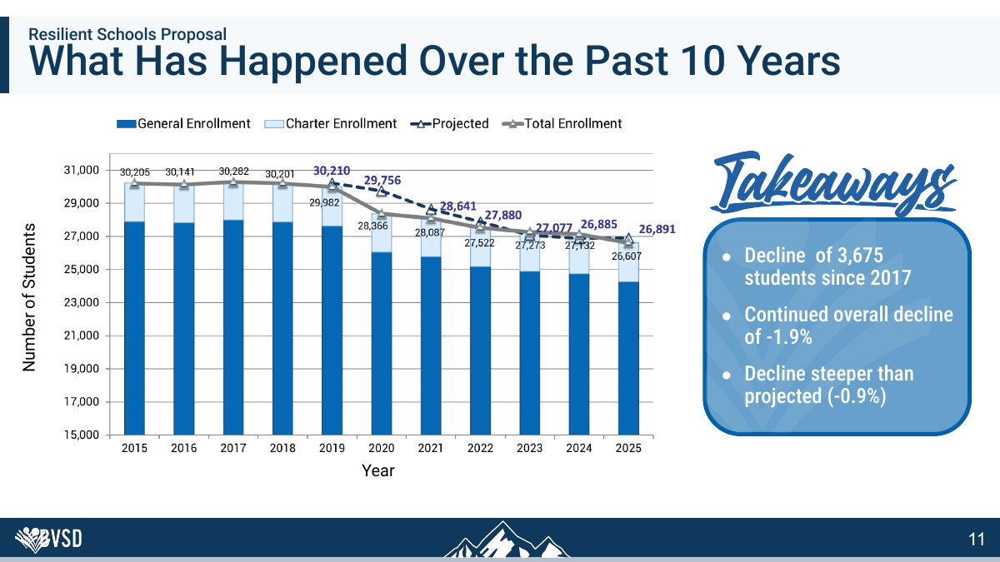 Resilient Schools Proposal
What Has Happened Over the Past 10 Years
General Enrollment Charter Enrollment Projected Total Enrollment
Number of Students
31,000
29,000
27,000
25,000
23,000
21,000
19,000
17,000
15,000
30,205 30,141 30,282 30,201 30,210 29,756 28,641 27,880 27,077 26,885 26,891
29,982 28,366 28,087 27,522 27,273 27,132 26,607
2015 2016 2017 2018 2019 2020 2021 2022 2023 2024 2025
Year
Takeaways
• Decline of 3,675
students since 2017
• Continued overall decline
of -1.9%
• Decline steeper than
projected (-0.9%)
BVSD
11